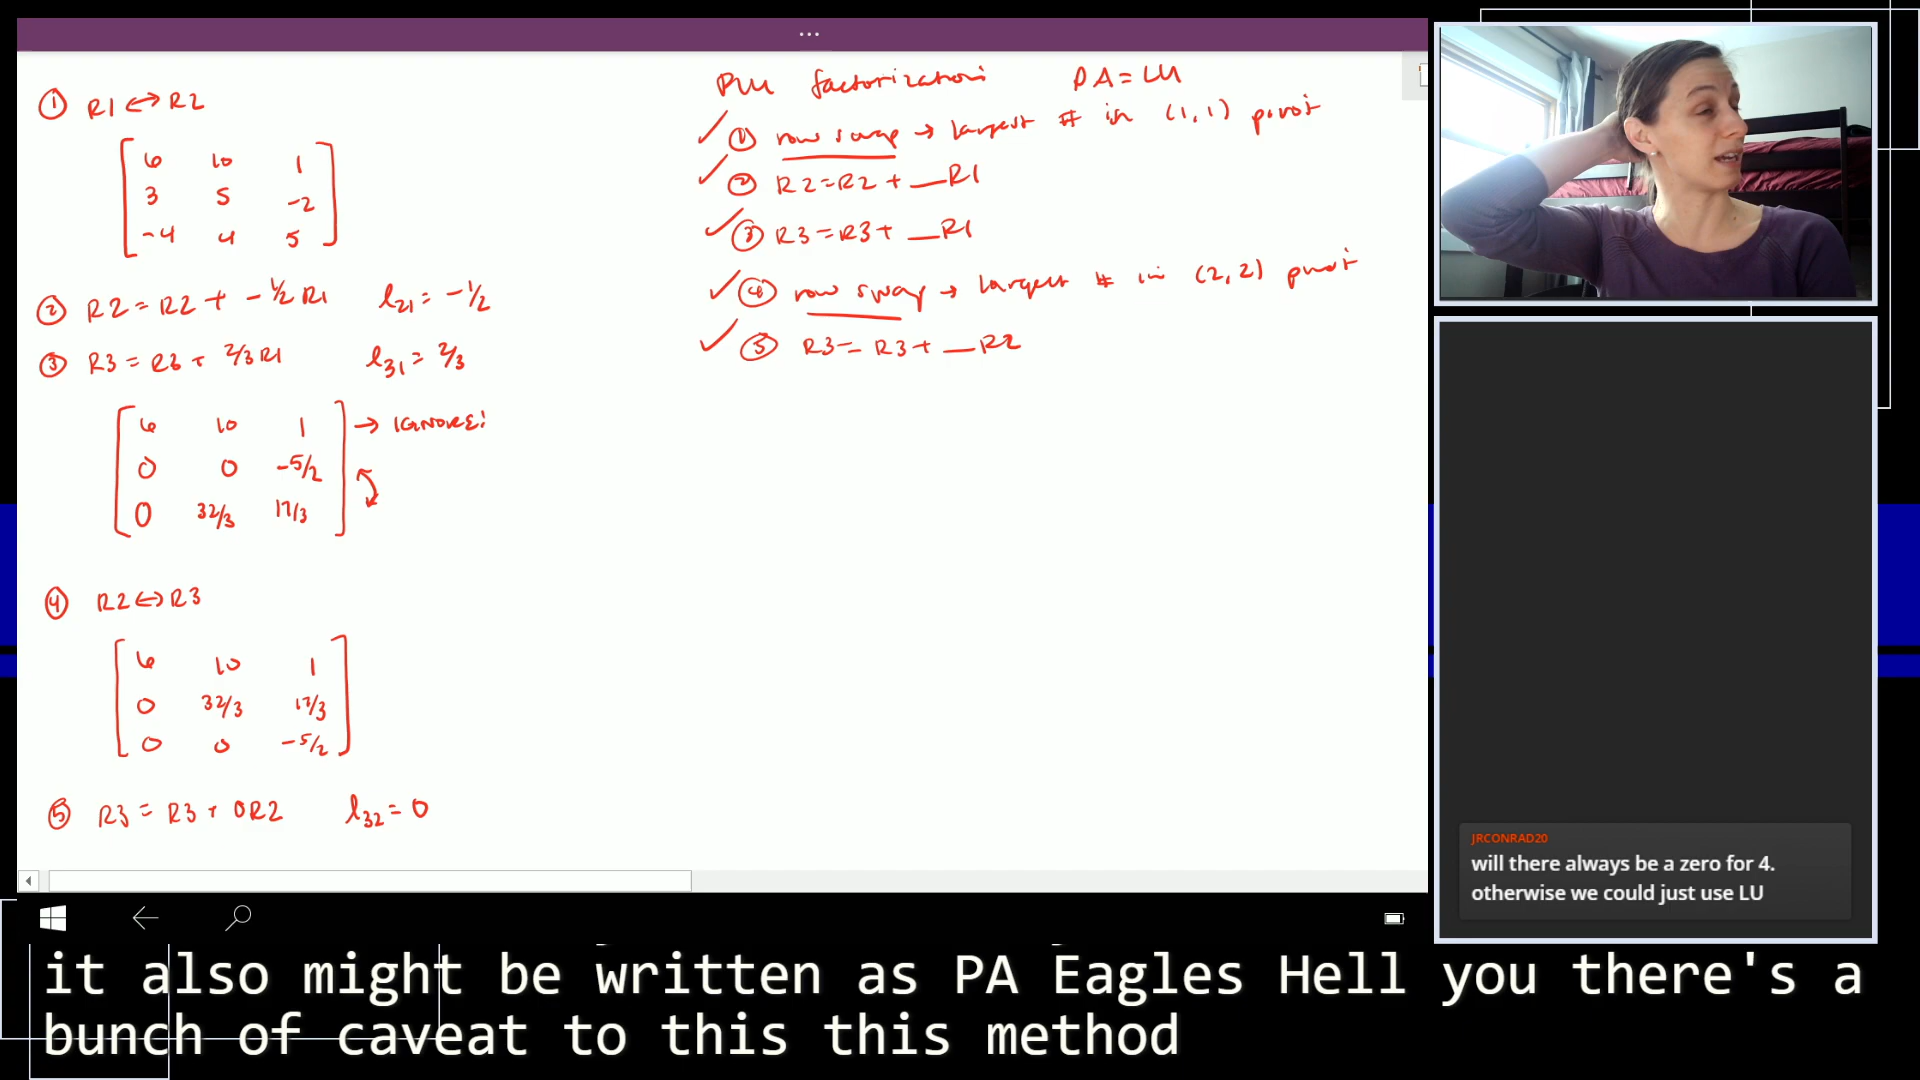 ...
① R1 ↔ R2
6 10 1
3 5 -2
-4 4 5
② R2 = R2 + -½ R1 l21 = -½
③ R3 = R3 + 2/3 R1 l31 = 2/3
6 10 1 → IGNORE!
0 0 -5/2
0 32/3 17/3
④ R2 ↔ R3
6 10 1
0 32/3 17/3
0 0 -5/2
⑤ R3 = R3 + 0R2 l32 = 0
PLU factorization PA = LU
✓ ① row swap → largest # in (1,1) pivot
✓ ② R2 = R2 + __R1
✓ ③ R3 = R3 + __R1
✓ ④ row swap → largest # in (2,2) pivot
✓ ⑤ R3 = R3 + __R2
JRCONRAD20
will there always be a zero for 4.
otherwise we could just use LU
it also might be written as PA Eagles Hell you there's a
bunch of caveat to this this method